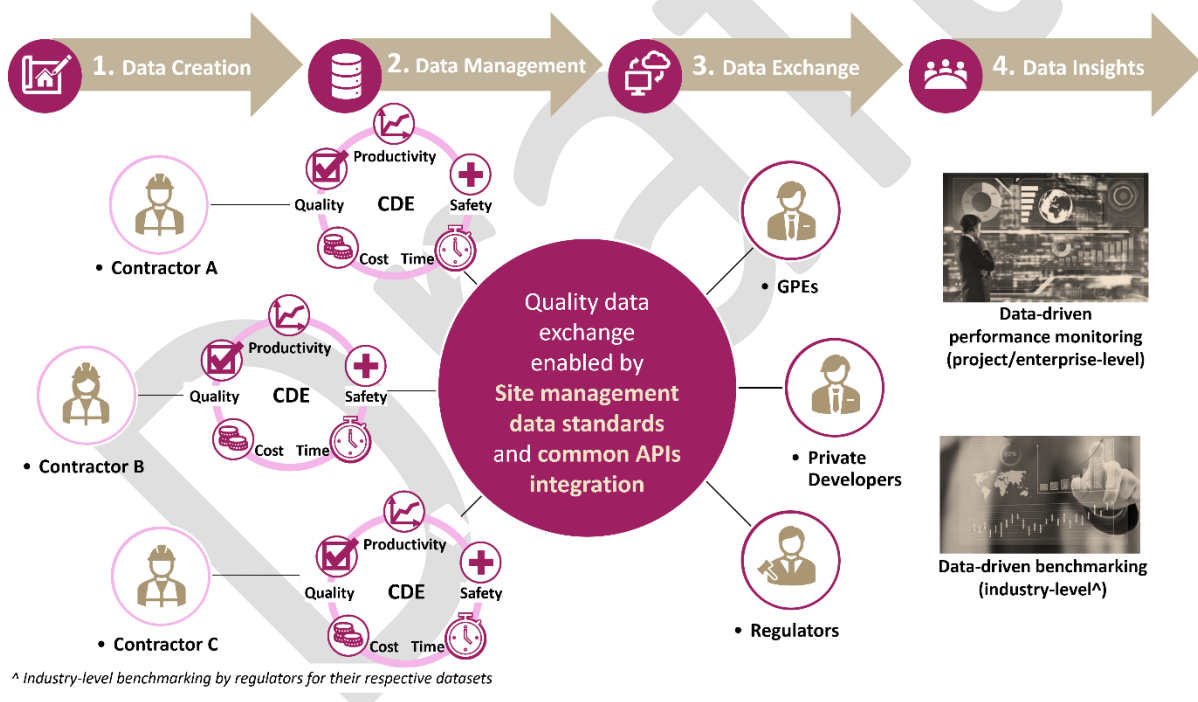 1. Data Creation
2. Data Management
3. Data Exchange
4. Data Insights
Draft
• Contractor A
Productivity
Quality
CDE
Safety
Cost Time
• Contractor B
Productivity
Quality
CDE
Safety
Cost Time
• Contractor C
Productivity
Quality
CDE
Safety
Cost Time
Quality data
exchange
enabled by
Site management
data standards
and common APIs
integration
• GPEs
• Private
Developers
• Regulators
Data-driven
performance monitoring
(project/enterprise-level)
Data-driven benchmarking
(industry-level^)
^ Industry-level benchmarking by regulators for their respective datasets